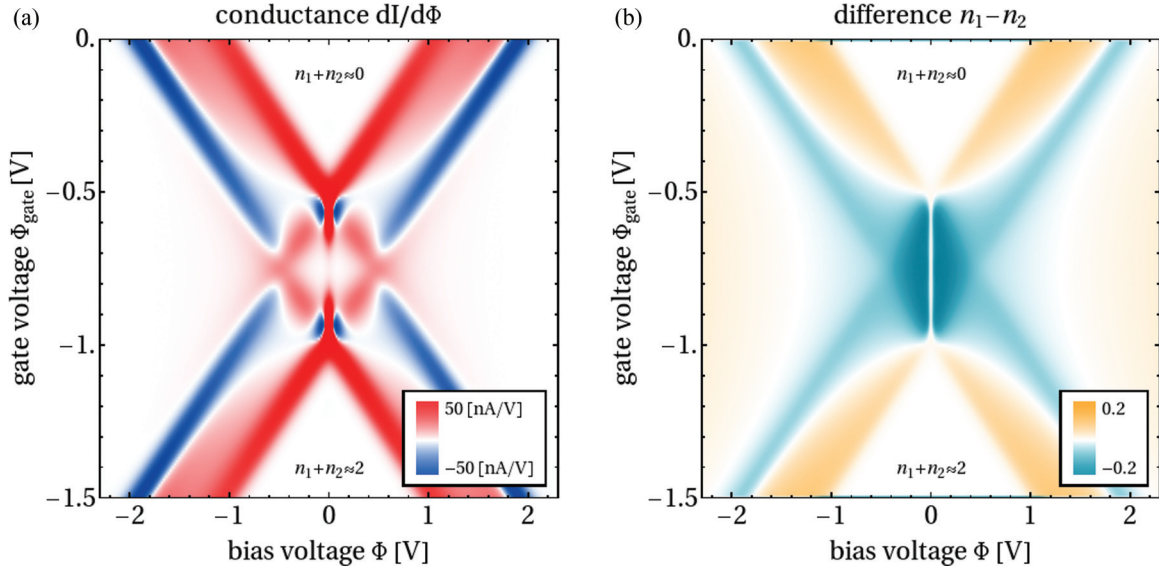 (a)
conductance dI/dΦ
0.
−0.5
−1.
−1.5
gate voltage Φgate [V]
n1+n2≈0
n1+n2≈2
50 [nA/V]
−50 [nA/V]
−2
−1
0
1
2
bias voltage Φ [V]
(b)
difference n1−n2
0.
−0.5
−1.
−1.5
gate voltage Φgate [V]
n1+n2≈0
n1+n2≈2
0.2
−0.2
−2
−1
0
1
2
bias voltage Φ [V]